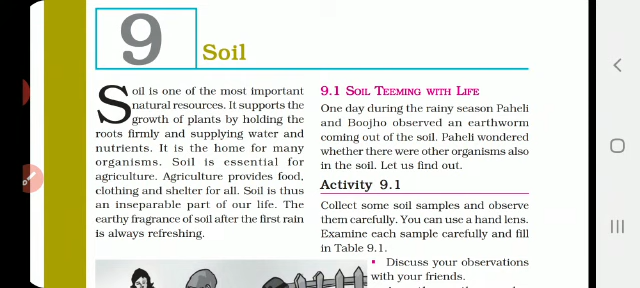 9
Soil
Soil is one of the most important
natural resources. It supports the
growth of plants by holding the
roots firmly and supplying water and
nutrients. It is the home for many
organisms. Soil is essential for
agriculture. Agriculture provides food,
clothing and shelter for all. Soil is thus
an inseparable part of our life. The
earthy fragrance of soil after the first rain
is always refreshing.
9.1 SOIL TEEMING WITH LIFE
One day during the rainy season Paheli
and Boojho observed an earthworm
coming out of the soil. Paheli wondered
whether there were other organisms also
in the soil. Let us find out.
Activity 9.1
Collect some soil samples and observe
them carefully. You can use a hand lens.
Examine each sample carefully and fill
in Table 9.1.
• Discuss your observations
with your friends.